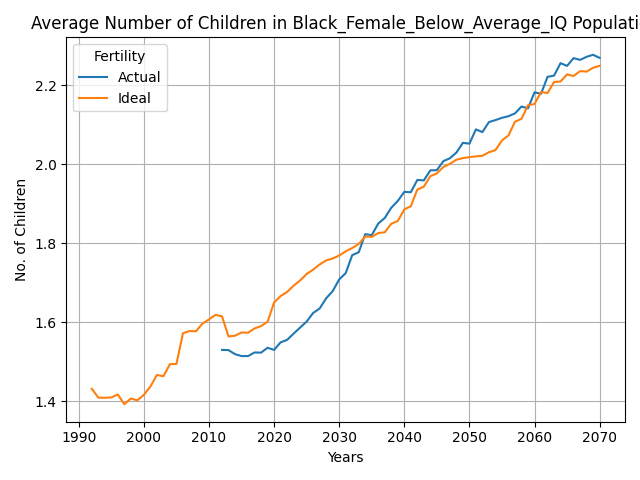 Average Number of Children in Black_Female_Below_Average_IQ Populati
Fertility
Actual
Ideal
No. of Children
2.2
2.0
1.8
1.6
1.4
1990 2000 2010 2020 2030 2040 2050 2060 2070
Years